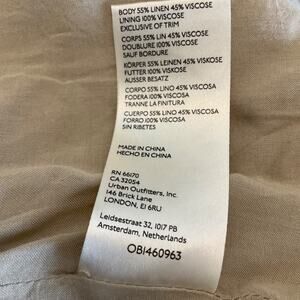 BODY 55% LINEN 45% VISCOSE
LINING 100% VISCOSE
EXCLUSIVE OF TRIM
CORPS 55% LIN 45% VISCOSE
DOUBLURE 100% VISCOSE
SAUF BORDURE
KÖRPER 55% LEINEN 45% VISKOSE
FUTTER 100% VISKOSE
AUSSER BESATZ
CORPO 55% LINO 45% VISCOSA
FODERA 100% VISCOSA
TRANNE LA FINITURA
CUERPO 55% LINO 45% VISCOSA
FORRO 100% VISCOSA
SIN RIBETES
MADE IN CHINA
HECHO EN CHINA
RN 66170
CA 32054
Urban Outfitters, Inc.
146 Brick Lane
LONDON, E1 6RU
Leidsestraat 32, 1017 PB
Amsterdam, Netherlands
OB1460963